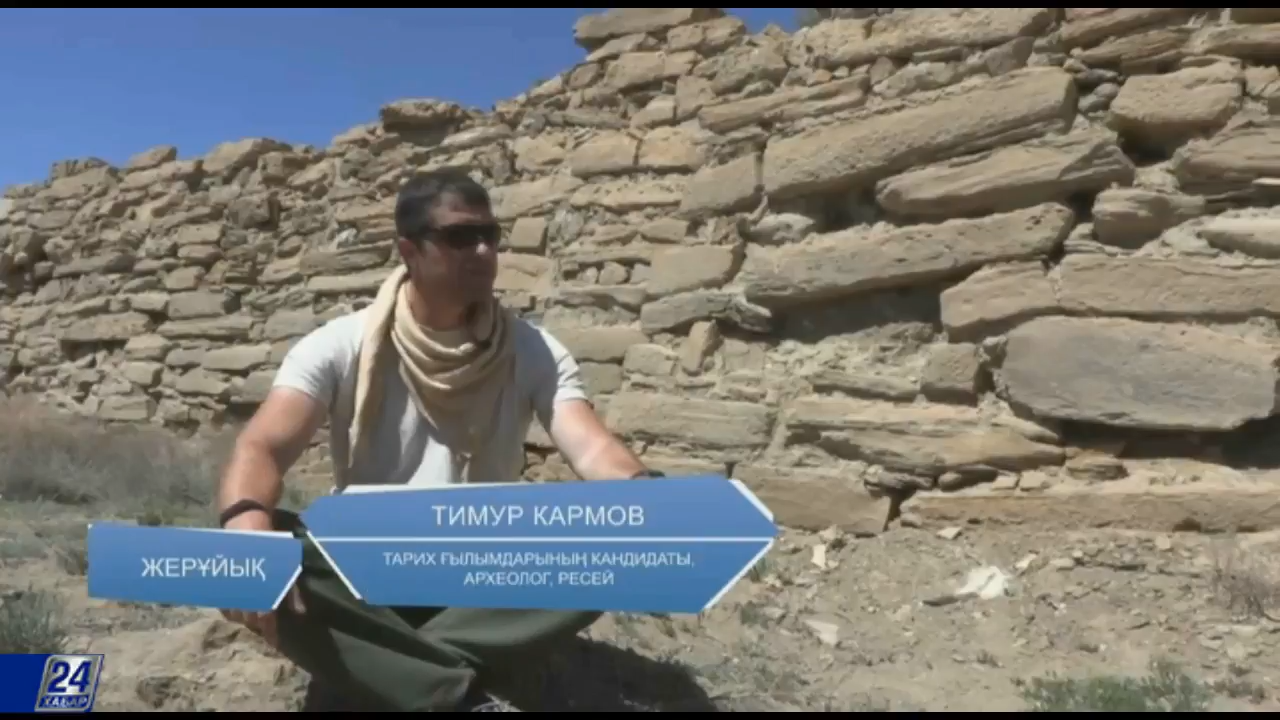 ТИМУР КАРМОВ
ЖЕРҰЙЫҚ
ТАРИХ ҒЫЛЫМДАРЫНЫҢ КАНДИДАТЫ,
АРХЕОЛОГ, РЕСЕЙ
24
ХАБАР